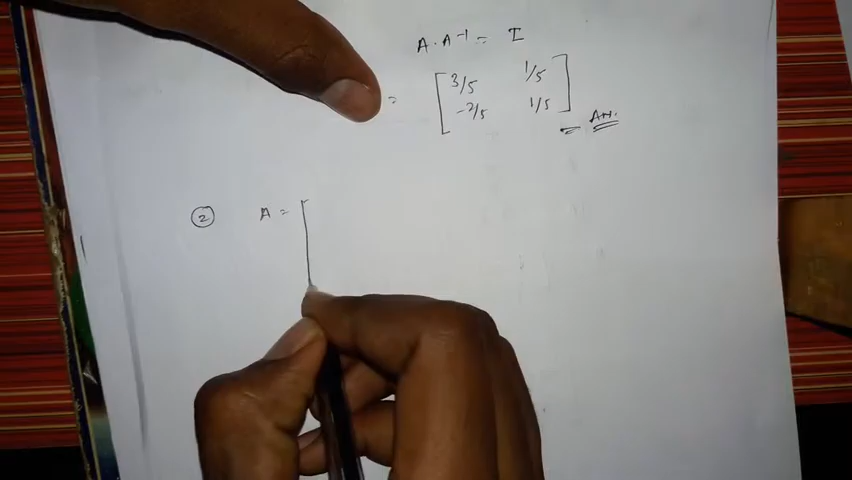 A·A⁻¹ = I
= [ 3/5 1/5
-2/5 1/5 ]
Ans.
② A = [